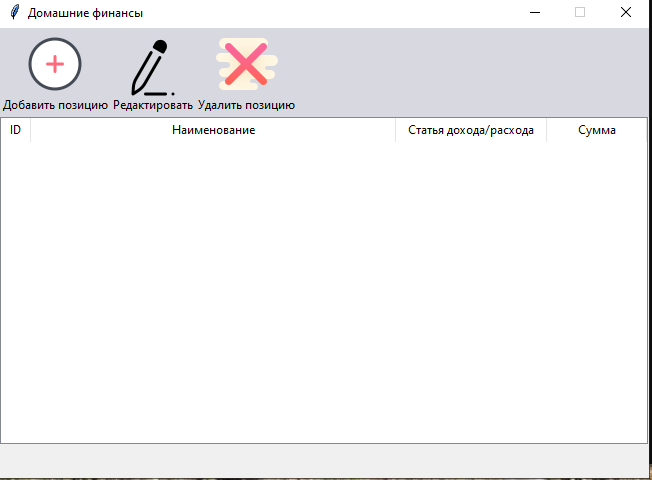 Домашние финансы
Добавить позицию Редактировать Удалить позицию
ID Наименование Статья дохода/расхода Сумма